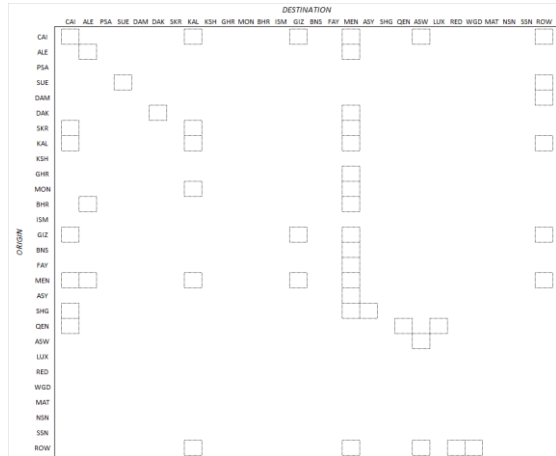 DESTINATION
CAI ALE PSA SUE DAM DAK SKR KAL KSH GHR MON BHR ISM GIZ BNS FAY MEN ASY SHG QEN ASW LUX RED WGD MAT NSN SSN ROW
ORIGIN
CAI
ALE
PSA
SUE
DAM
DAK
SKR
KAL
KSH
GHR
MON
BHR
ISM
GIZ
BNS
FAY
MEN
ASY
SHG
QEN
ASW
LUX
RED
WGD
MAT
NSN
SSN
ROW